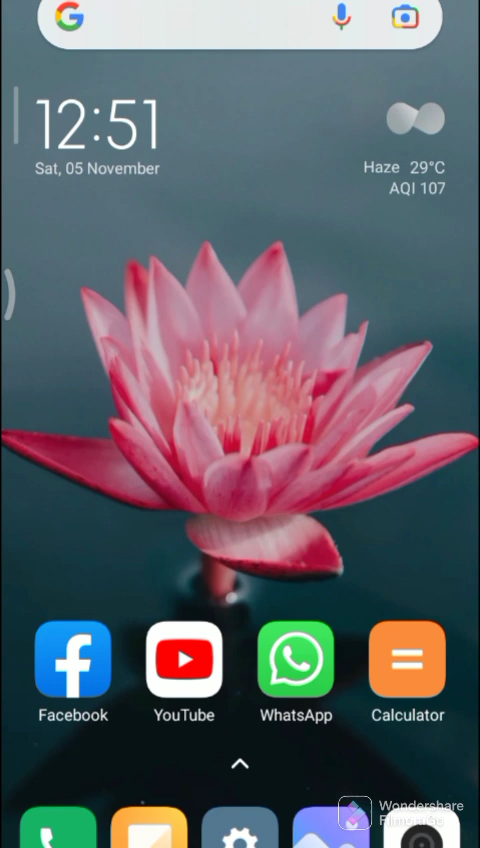 12:51
Sat, 05 November
Haze 29°C
AQI 107
Facebook
YouTube
WhatsApp
Calculator
Wondershare